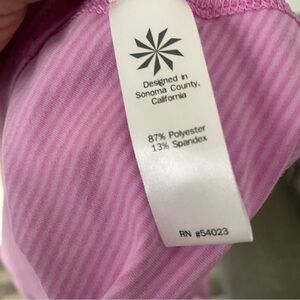 Designed in
Sonoma County,
California
87% Polyester
13% Spandex
RN #54023